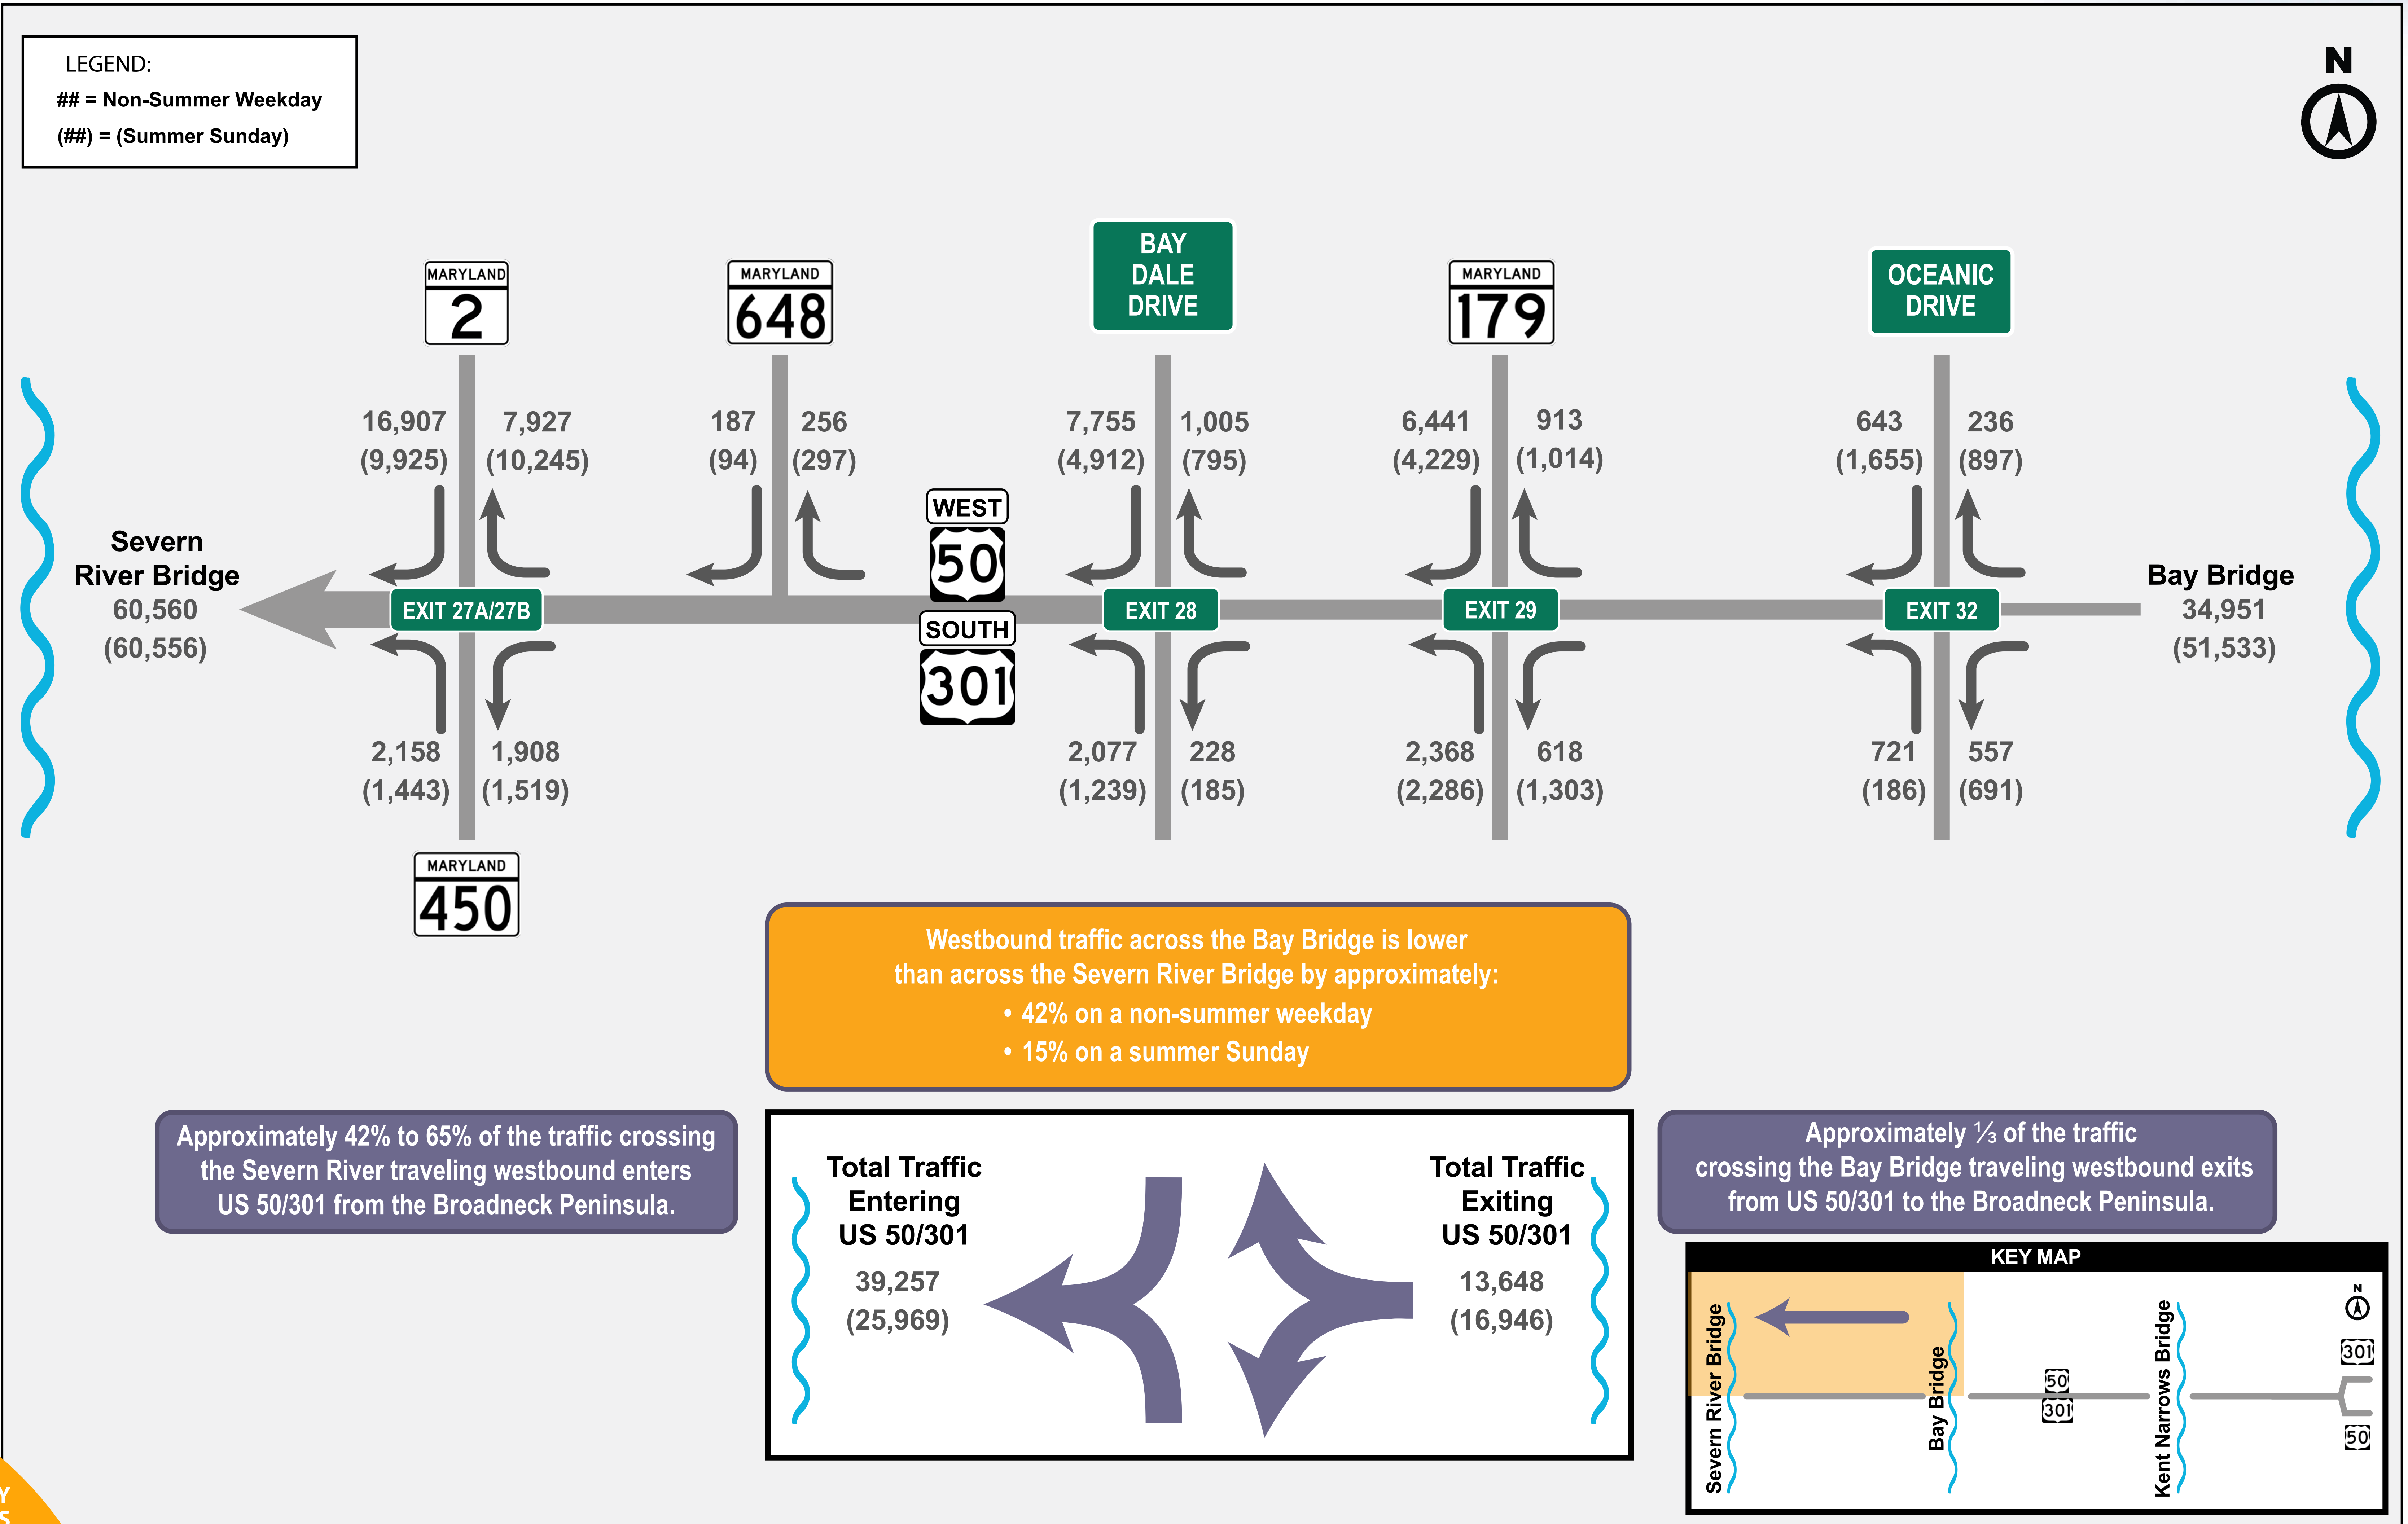 LEGEND:
## = Non-Summer Weekday
(##) = (Summer Sunday)
N
MARYLAND
2
MARYLAND
648
BAY
DALE
DRIVE
MARYLAND
179
OCEANIC
DRIVE
16,907
(9,925)
7,927
(10,245)
187
(94)
256
(297)
7,755
(4,912)
1,005
(795)
6,441
(4,229)
913
(1,014)
643
(1,655)
236
(897)
Severn
River Bridge
60,560
(60,556)
EXIT 27A/27B
WEST
50
SOUTH
301
EXIT 28
EXIT 29
EXIT 32
Bay Bridge
34,951
(51,533)
2,158
(1,443)
1,908
(1,519)
2,077
(1,239)
228
(185)
2,368
(2,286)
618
(1,303)
721
(186)
557
(691)
MARYLAND
450
Westbound traffic across the Bay Bridge is lower
than across the Severn River Bridge by approximately:
• 42% on a non-summer weekday
• 15% on a summer Sunday
Approximately 42% to 65% of the traffic crossing
the Severn River traveling westbound enters
US 50/301 from the Broadneck Peninsula.
Total Traffic
Entering
US 50/301
39,257
(25,969)
Total Traffic
Exiting
US 50/301
13,648
(16,946)
Approximately ⅓ of the traffic
crossing the Bay Bridge traveling westbound exits
from US 50/301 to the Broadneck Peninsula.
KEY MAP
Severn River Bridge
Bay Bridge
50
301
Kent Narrows Bridge
N
301
50
Y
S